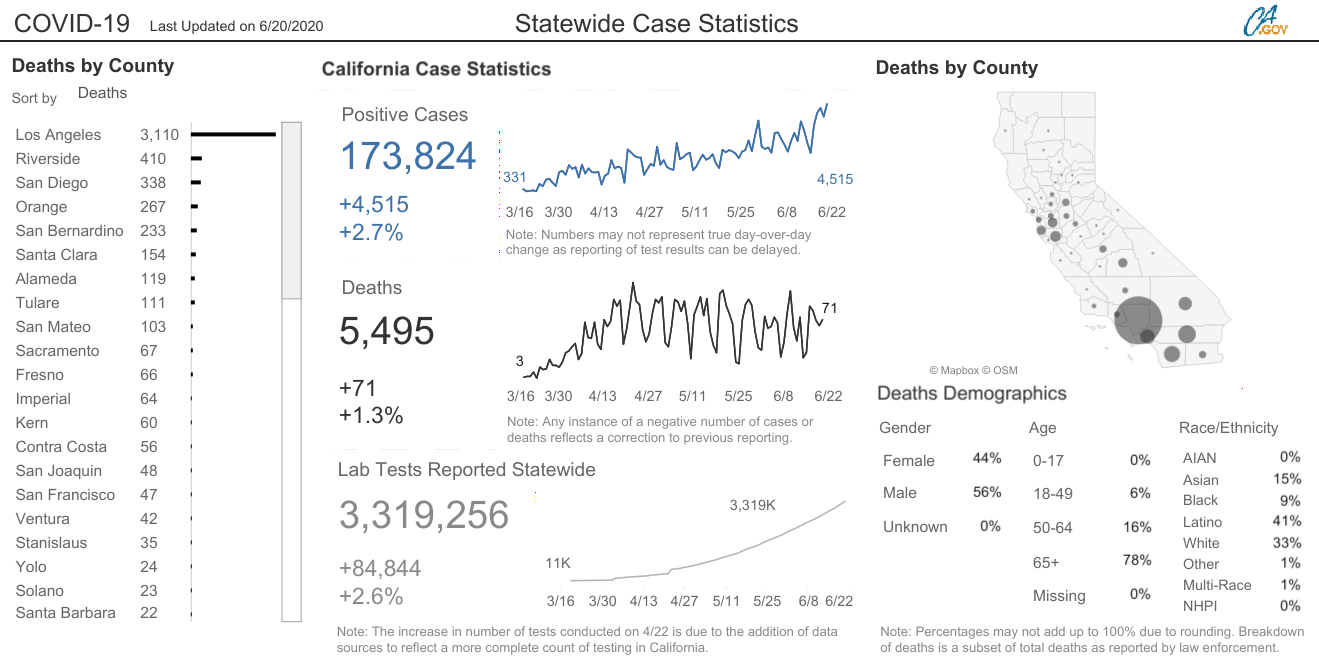 COVID-19 Last Updated on 6/20/2020 Statewide Case Statistics CA.GOV
Deaths by County
Sort by Deaths
Los Angeles 3,110
Riverside 410
San Diego 338
Orange 267
San Bernardino 233
Santa Clara 154
Alameda 119
Tulare 111
San Mateo 103
Sacramento 67
Fresno 66
Imperial 64
Kern 60
Contra Costa 56
San Joaquin 48
San Francisco 47
Ventura 42
Stanislaus 35
Yolo 24
Solano 23
Santa Barbara 22
California Case Statistics
Positive Cases
173,824
+4,515
+2.7%
331
4,515
3/16 3/30 4/13 4/27 5/11 5/25 6/8 6/22
Note: Numbers may not represent true day-over-day
change as reporting of test results can be delayed.
Deaths
5,495
+71
+1.3%
3
71
3/16 3/30 4/13 4/27 5/11 5/25 6/8 6/22
Note: Any instance of a negative number of cases or
deaths reflects a correction to previous reporting.
Lab Tests Reported Statewide
3,319,256
+84,844
+2.6%
3,319K
11K
3/16 3/30 4/13 4/27 5/11 5/25 6/8 6/22
Note: The increase in number of tests conducted on 4/22 is due to the addition of data
sources to reflect a more complete count of testing in California.
Deaths by County
© Mapbox © OSM
Deaths Demographics
Gender
Female 44%
Male 56%
Unknown 0%
Age
0-17 0%
18-49 6%
50-64 16%
65+ 78%
Missing 0%
Race/Ethnicity
AIAN 0%
Asian 15%
Black 9%
Latino 41%
White 33%
Other 1%
Multi-Race 1%
NHPI 0%
Note: Percentages may not add up to 100% due to rounding. Breakdown
of deaths is a subset of total deaths as reported by law enforcement.